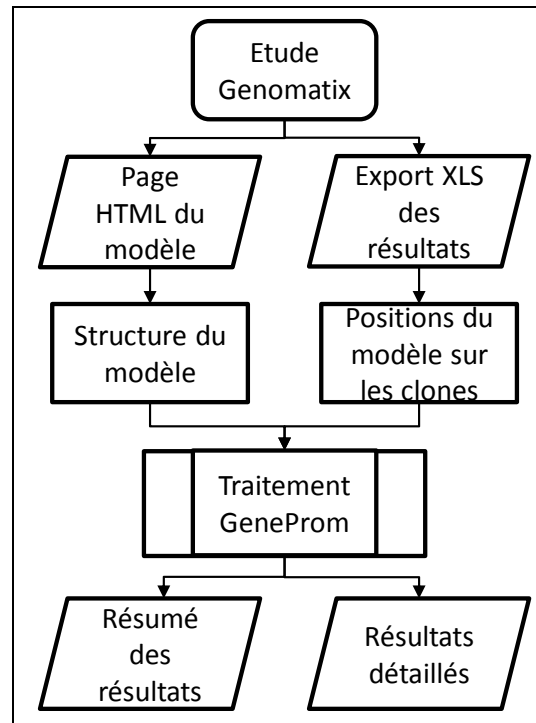 Etude
Genomatix
Page
HTML du
modèle
Export XLS
des
résultats
Structure du
modèle
Positions du
modèle sur
les clones
Traitement
GeneProm
Résumé
des
résultats
Résultats
détaillés